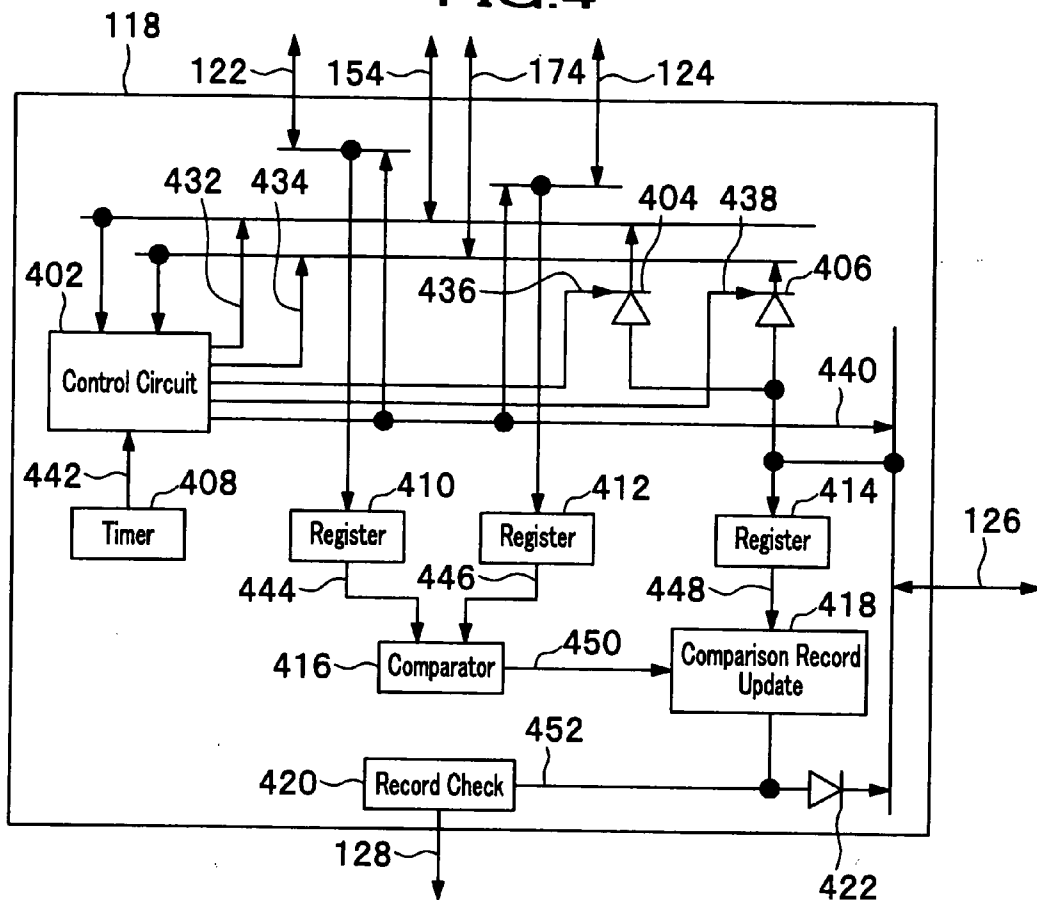 FIG.4
118
122
154
174
124
432
434
404
438
402
436
406
Control Circuit
440
442
408
410
412
414
Timer
Register
Register
Register
126
444
446
448
418
416
Comparator
450
Comparison Record
Update
452
420
Record Check
128
422